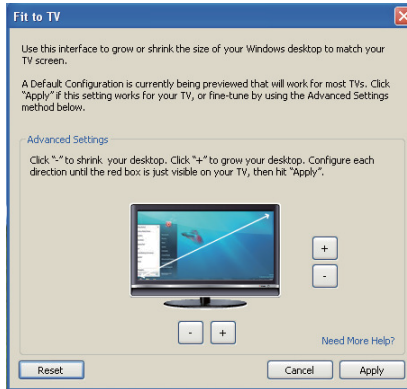 Fit to TV
Use this interface to grow or shrink the size of your Windows desktop to match your
TV screen.
A Default Configuration is currently being previewed that will work for most TVs. Click
"Apply" if this setting works for your TV, or fine-tune by using the Advanced Settings
method below.
Advanced Settings
Click "-" to shrink your desktop. Click "+" to grow your desktop. Configure each
direction until the red box is just visible on your TV, then hit "Apply".
+
-
- +
Need More Help?
Reset Cancel Apply